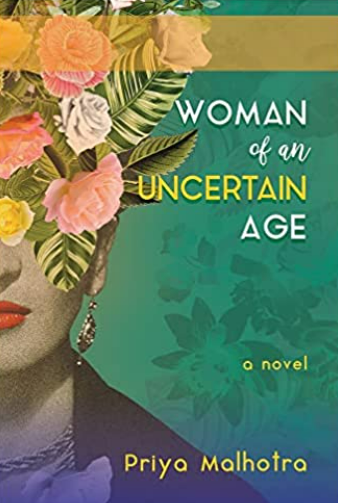 WOMAN
of an
UNCERTAIN
AGE
a novel
Priya Malhotra